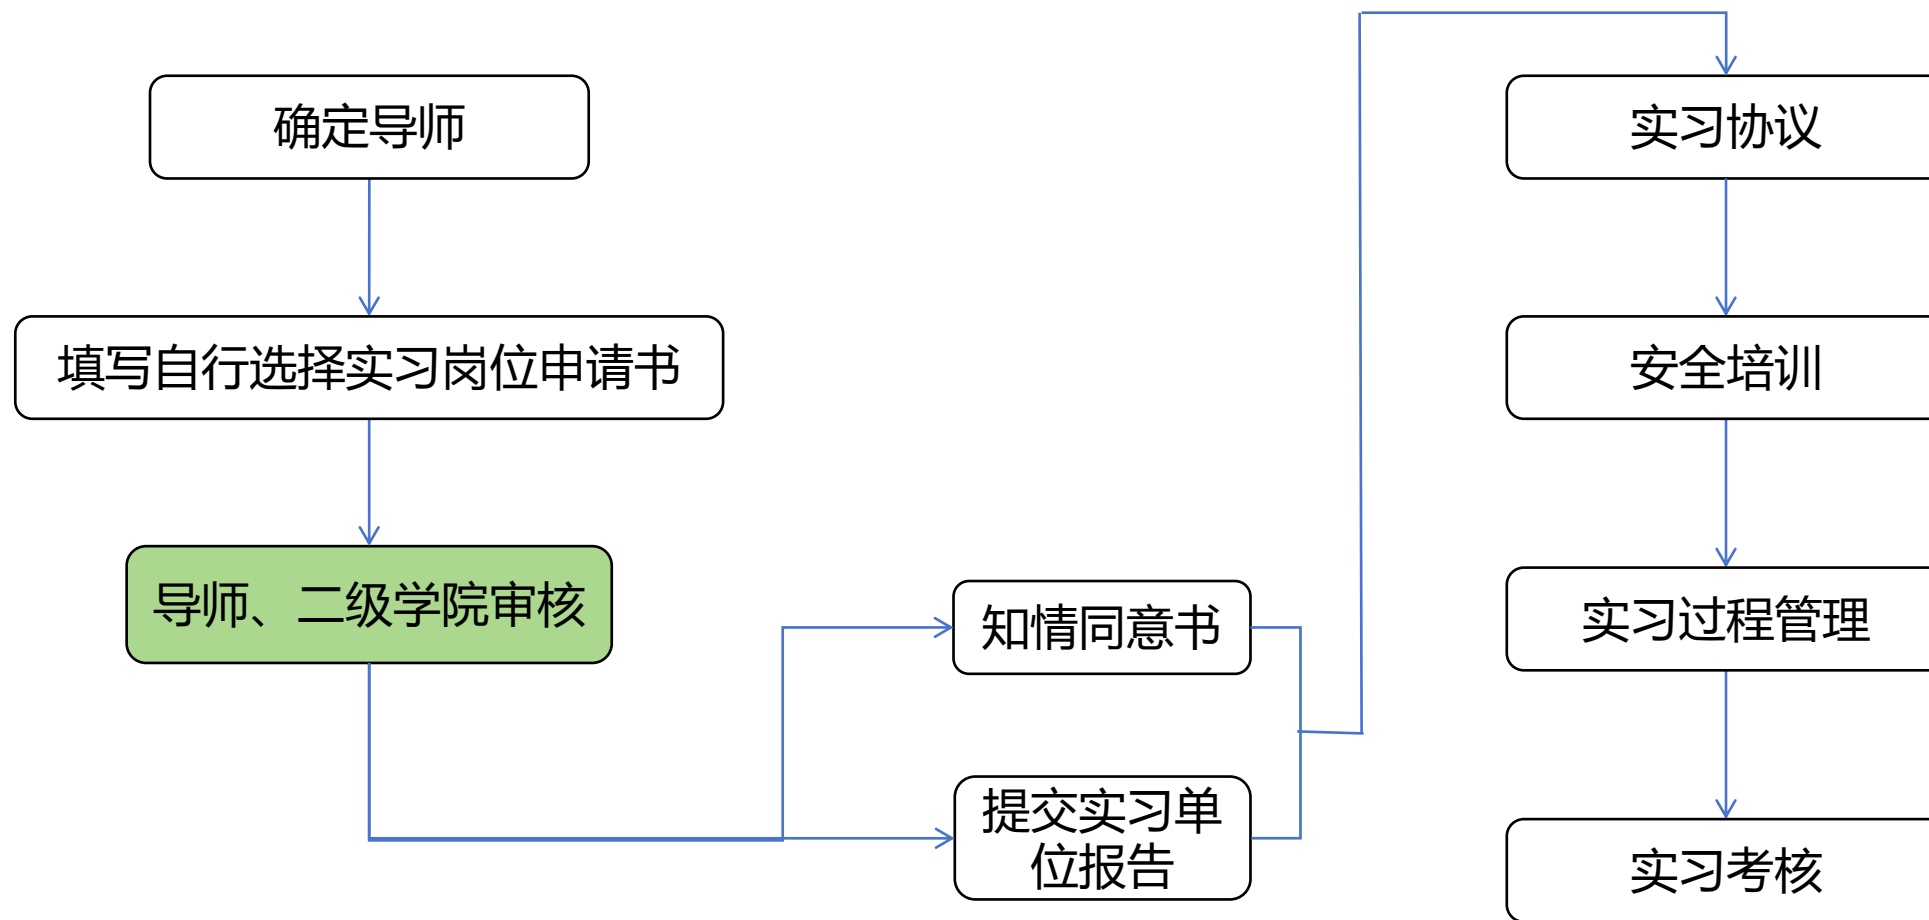 确定导师
填写自行选择实习岗位申请书
导师、二级学院审核
知情同意书
提交实习单
位报告
实习协议
安全培训
实习过程管理
实习考核